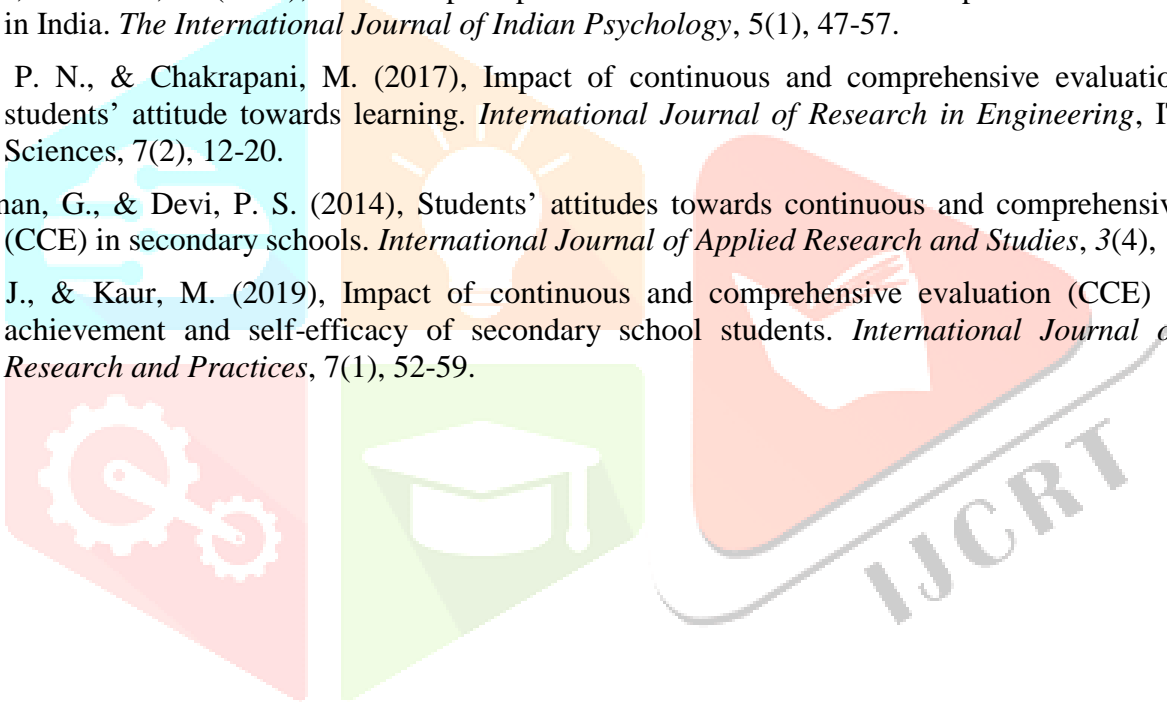 in India. The International Journal of Indian Psychology, 5(1), 47-57.
P. N., & Chakrapani, M. (2017), Impact of continuous and comprehensive
students' attitude towards learning. International Journal of Research in Engineering,
Sciences, 7(2), 12-20.
G., & Devi, P. S. (2014), Students' attitudes towards continuous and
(CCE) in secondary schools. International Journal of Applied Research and Studies, 3(4),
J., & Kaur, M. (2019), Impact of continuous and comprehensive evaluation (CCE)
achievement and self-efficacy of secondary school students. International Journal
Research and Practices, 7(1), 52-59.
IJCRT